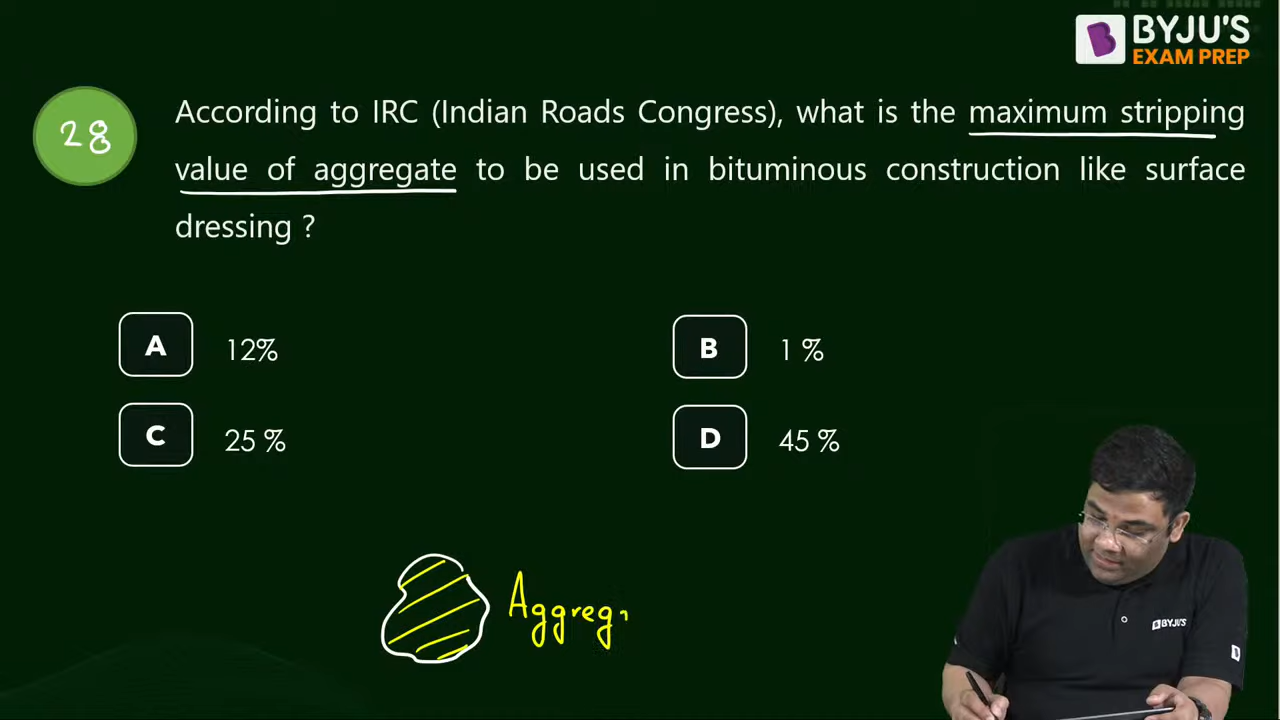 BYJU'S
EXAM PREP
28
According to IRC (Indian Roads Congress), what is the maximum stripping
value of aggregate to be used in bituminous construction like surface
dressing ?
A 12%
B 1 %
C 25 %
D 45 %
Aggreg
BYJU'S